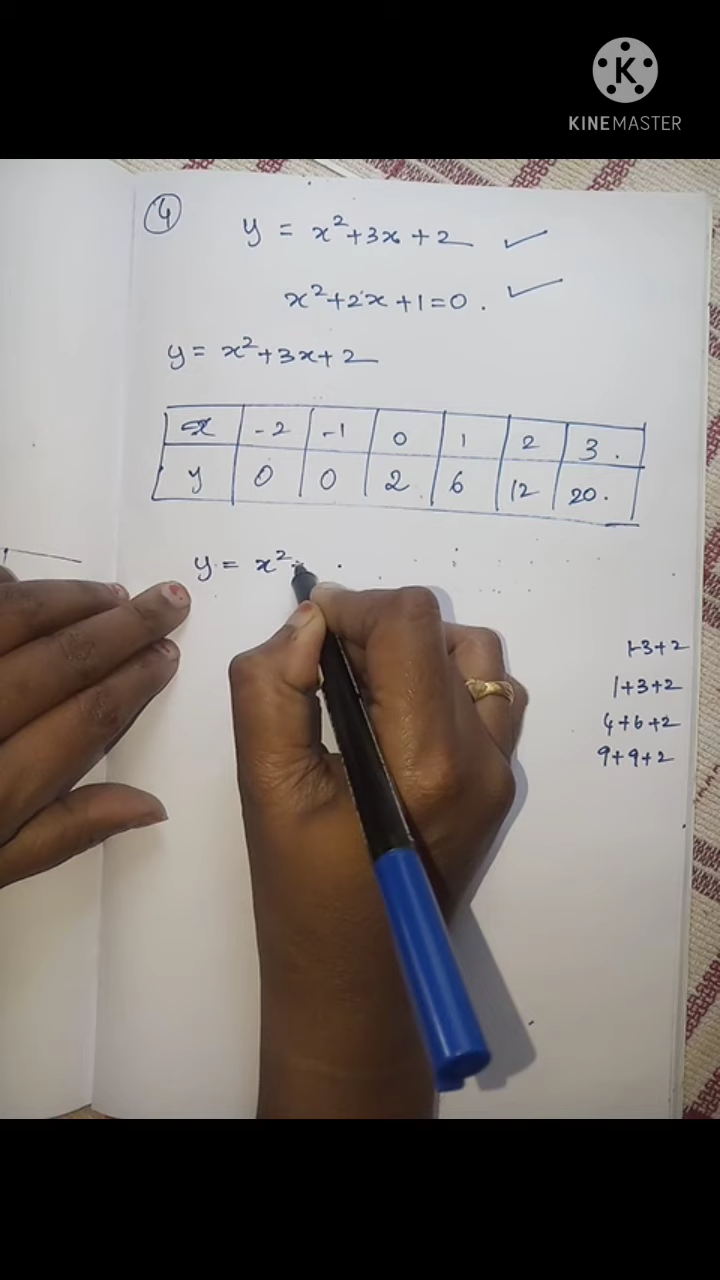 KINEMASTER
④
y = x²+3x+2 ✓
x²+2x+1=0. ✓
y = x²+3x+2
x -2 -1 0 1 2 3.
y 0 0 2 6 12 20.
y = x²
1-3+2
1+3+2
4+6+2
9+9+2